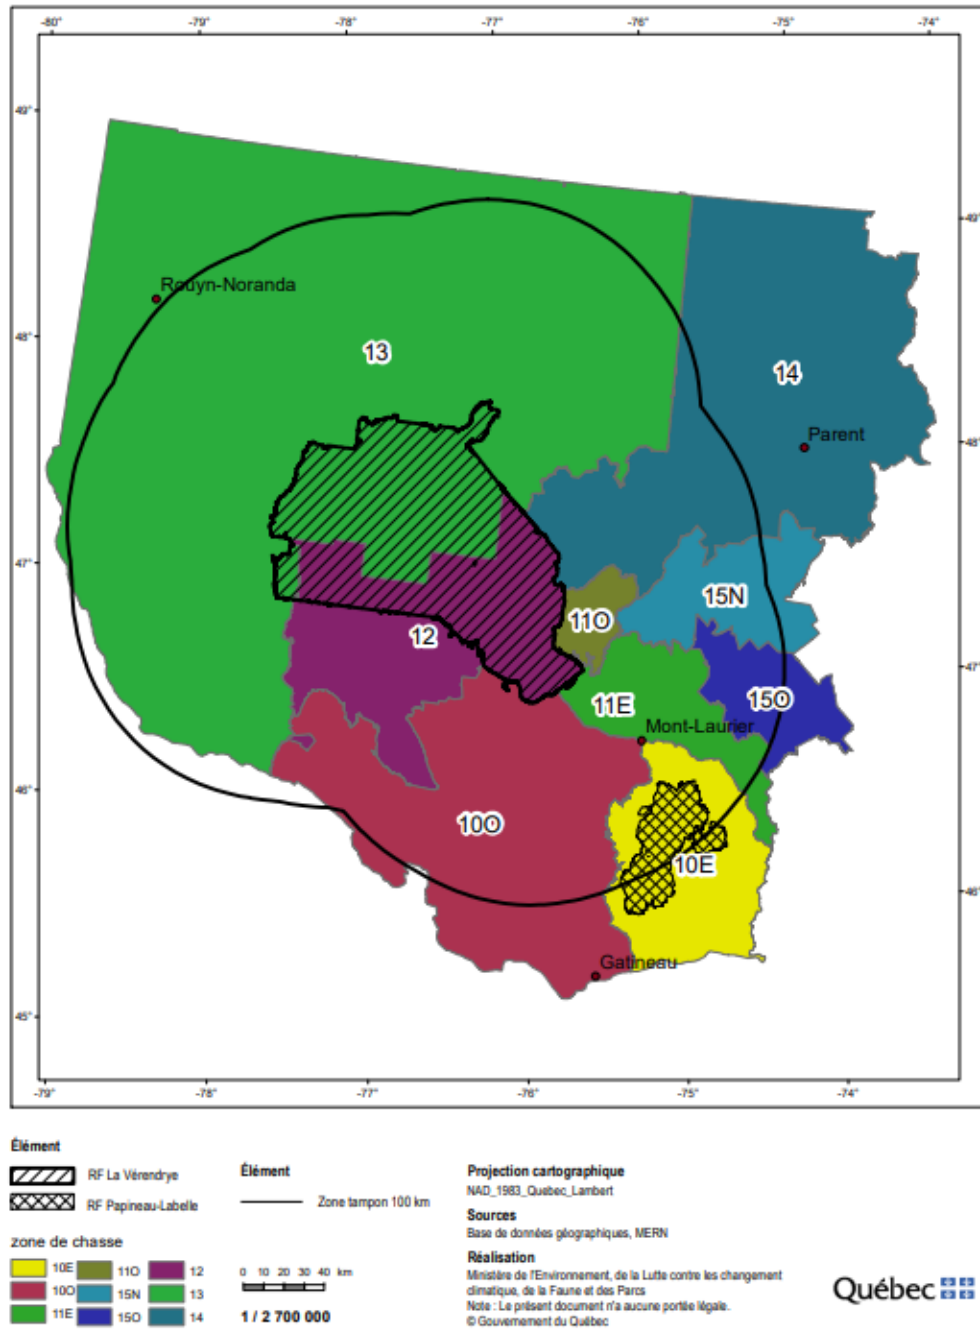 -80° -79° -78° -77° -76° -75° -74°
49°
49°
Rouyn-Noranda
48°
13
14
48°
Parent
47°
15N
11O
12
47°
11E
15O
Mont-Laurier
46°
10O
10E
46°
Gatineau
45°
-79° -78° -77° -76° -75° -74°
Élément
RF La Vérendrye
RF Papineau-Labelle
zone de chasse
10E 11O 12
10O 15N 13
11E 15O 14
Élément
Zone tampon 100 km
0 10 20 30 40 km
1 / 2 700 000
Projection cartographique
NAD_1983_Quebec_Lambert
Sources
Base de données géographiques, MERN
Réalisation
Ministère de l'Environnement, de la Lutte contre les changement
climatique, de la Faune et des Parcs
Note : Le présent document n'a aucune portée légale.
© Gouvernement du Québec
Québec